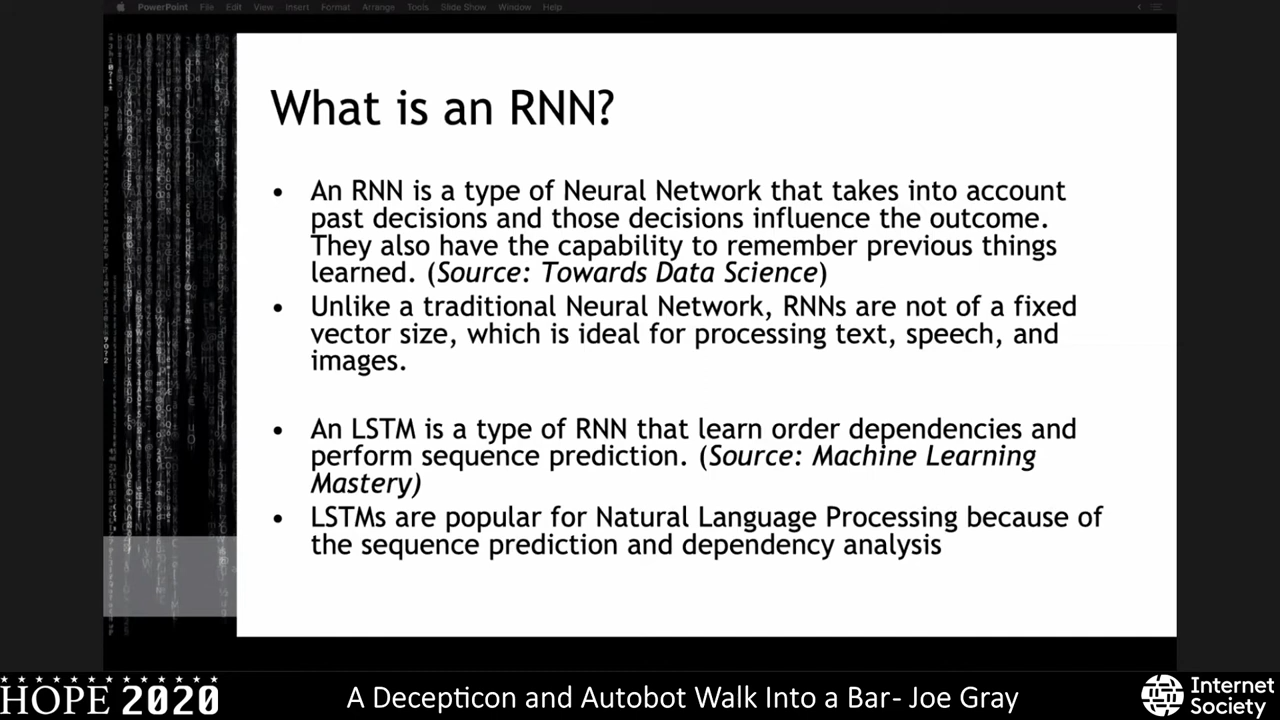 PowerPoint File Edit View Insert Format Arrange Tools Slide Show Window Help
What is an RNN?
• An RNN is a type of Neural Network that takes into account
past decisions and those decisions influence the outcome.
They also have the capability to remember previous things
learned. (Source: Towards Data Science)
• Unlike a traditional Neural Network, RNNs are not of a fixed
vector size, which is ideal for processing text, speech, and
images.
• An LSTM is a type of RNN that learn order dependencies and
perform sequence prediction. (Source: Machine Learning
Mastery)
• LSTMs are popular for Natural Language Processing because of
the sequence prediction and dependency analysis
HOPE 2020
A Decepticon and Autobot Walk Into a Bar- Joe Gray
Internet
Society